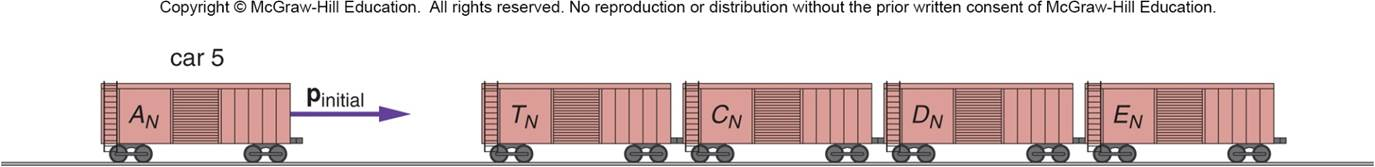 Copyright © McGraw-Hill Education. All rights reserved. No reproduction or distribution without the prior written consent of McGraw-Hill Education.
car 5
pinitial
AN TN CN DN EN